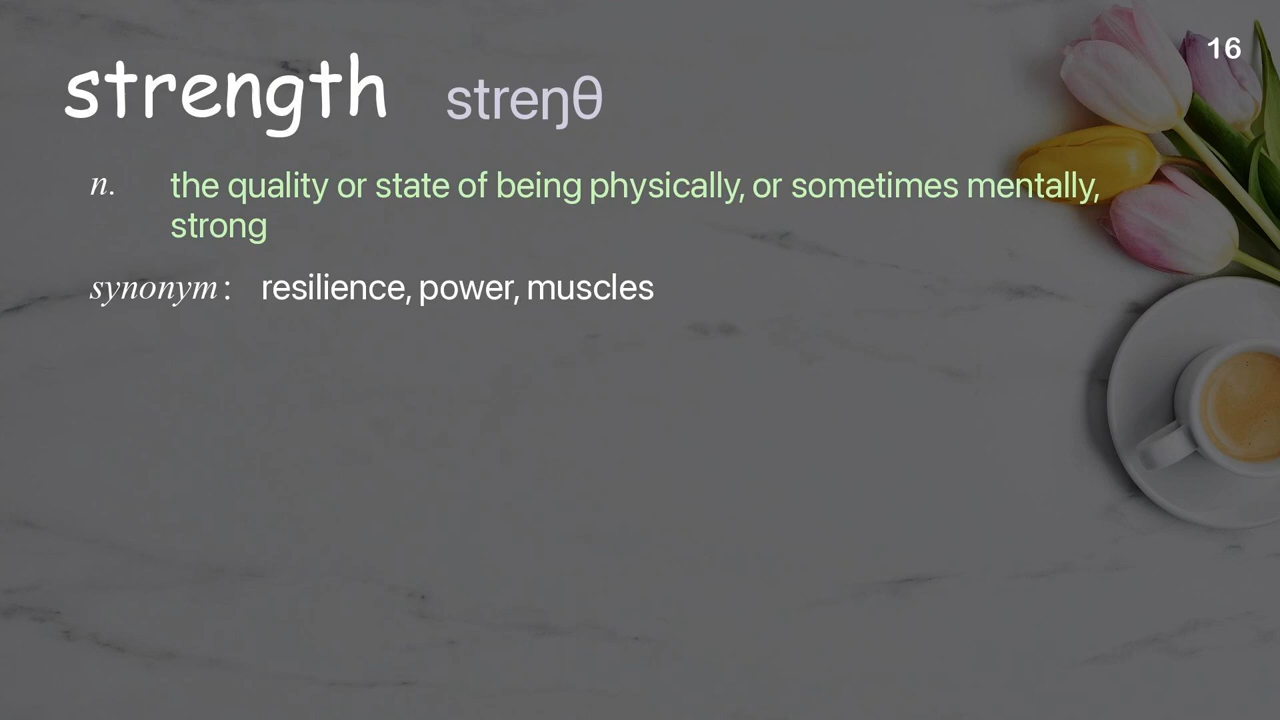 16
strength streŋθ
n. the quality or state of being physically, or sometimes mentally,
strong
synonym: resilience, power, muscles